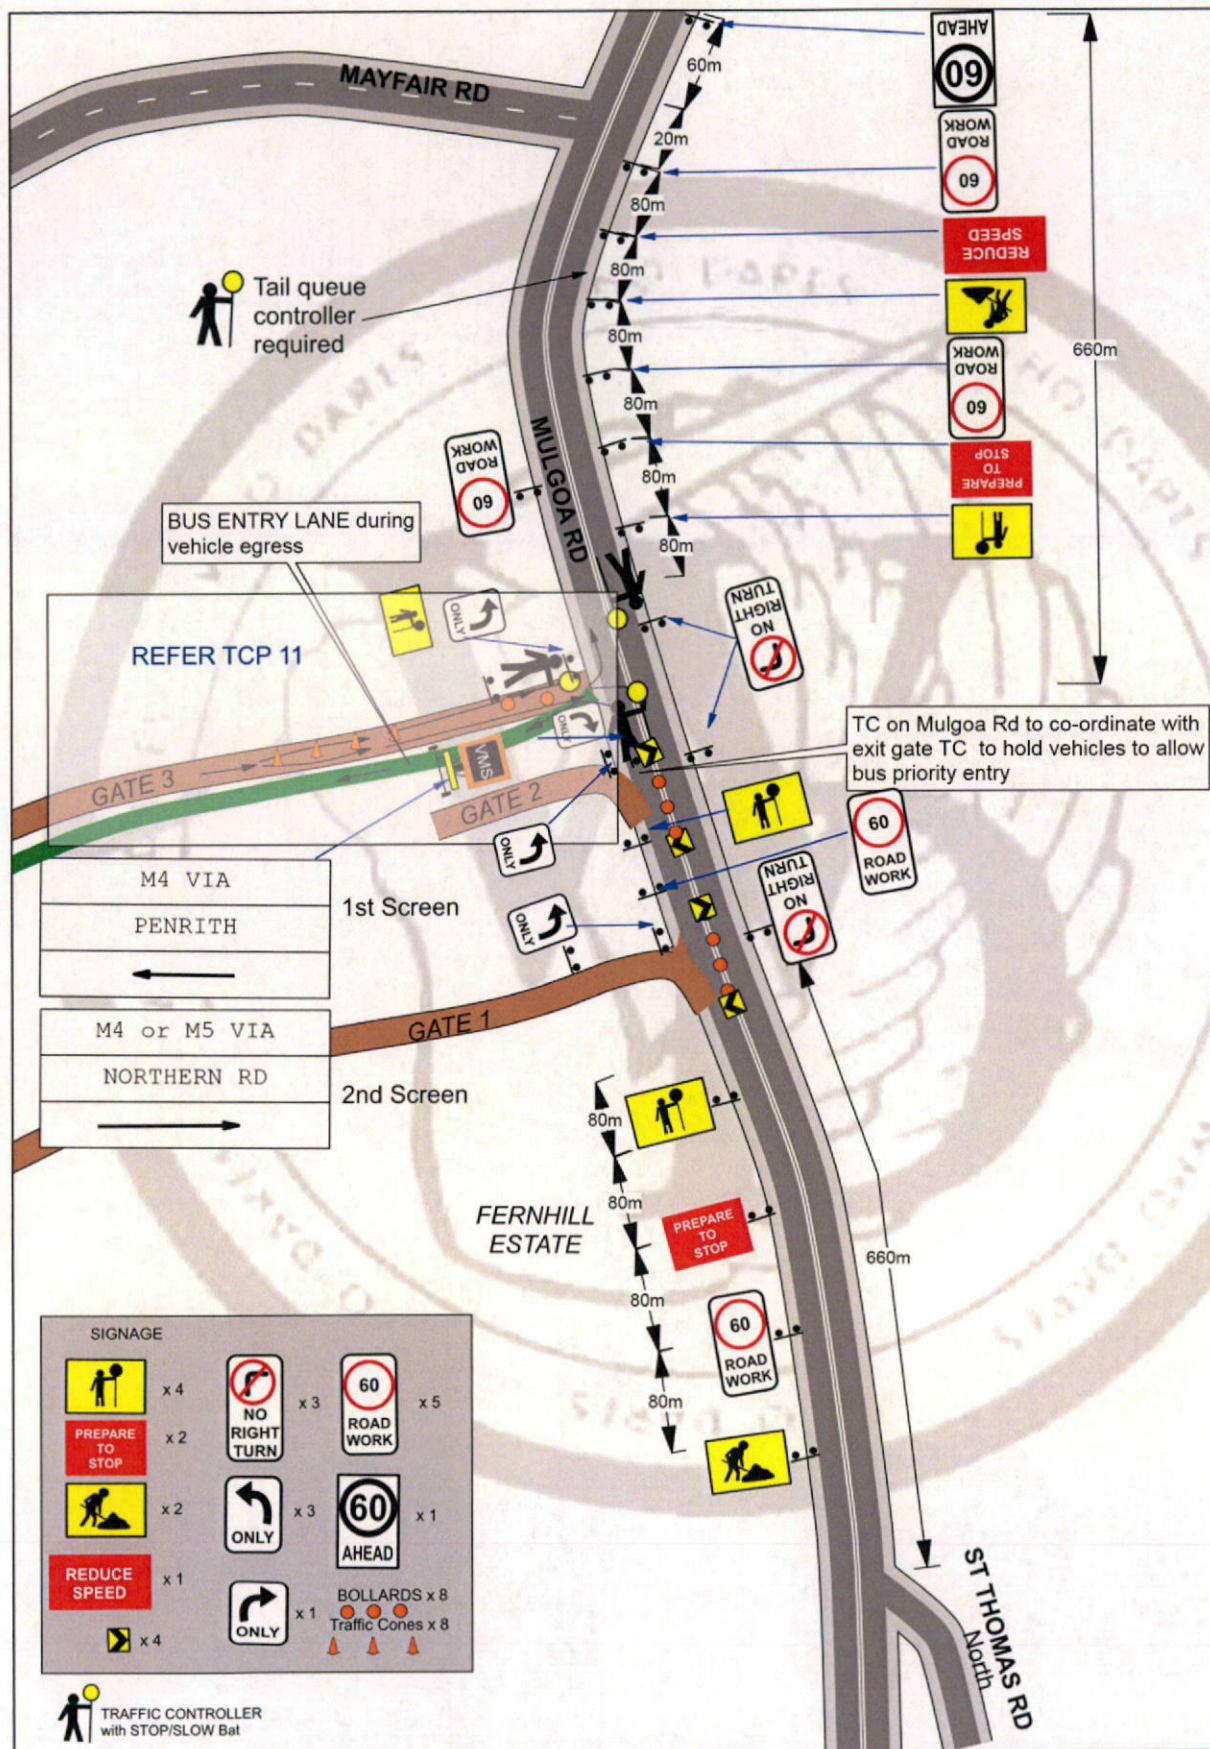 AHEAD
60
60m
MAYFAIR RD
20m
ROAD
WORK
60
80m
REDUCE
SPEED
80m
Tail queue
controller
required
80m
ROAD
WORK
60
660m
80m
MULGOA RD
ROAD
WORK
60
PREPARE
TO
STOP
80m
BUS ENTRY LANE during
vehicle egress
80m
ONLY
NO
RIGHT
TURN
REFER TCP 11
TC on Mulgoa Rd to co-ordinate with
exit gate TC to hold vehicles to allow
bus priority entry
ONLY
VMS
GATE 3
GATE 2
60
ROAD
WORK
ONLY
NO
RIGHT
TURN
M4 VIA
PENRITH
1st Screen
ONLY
GATE 1
M4 or M5 VIA
NORTHERN RD
2nd Screen
80m
80m
FERNHILL
ESTATE
PREPARE
TO
STOP
660m
80m
60
ROAD
WORK
80m
SIGNAGE
x 4
PREPARE
TO
STOP
x 2
x 2
REDUCE
SPEED
x 1
x 4
NO
RIGHT
TURN
x 3
ONLY
x 3
ONLY
x 1
60
ROAD
WORK
x 5
60
AHEAD
x 1
BOLLARDS x 8
Traffic Cones x 8
ST THOMAS RD
North
TRAFFIC CONTROLLER
with STOP/SLOW Bat